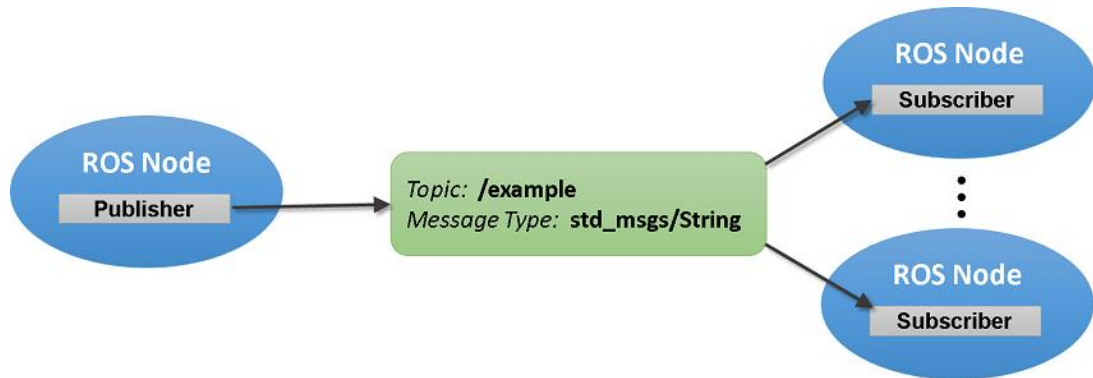 ROS Node
Publisher
Topic: /example
Message Type: std_msgs/String
ROS Node
Subscriber
ROS Node
Subscriber